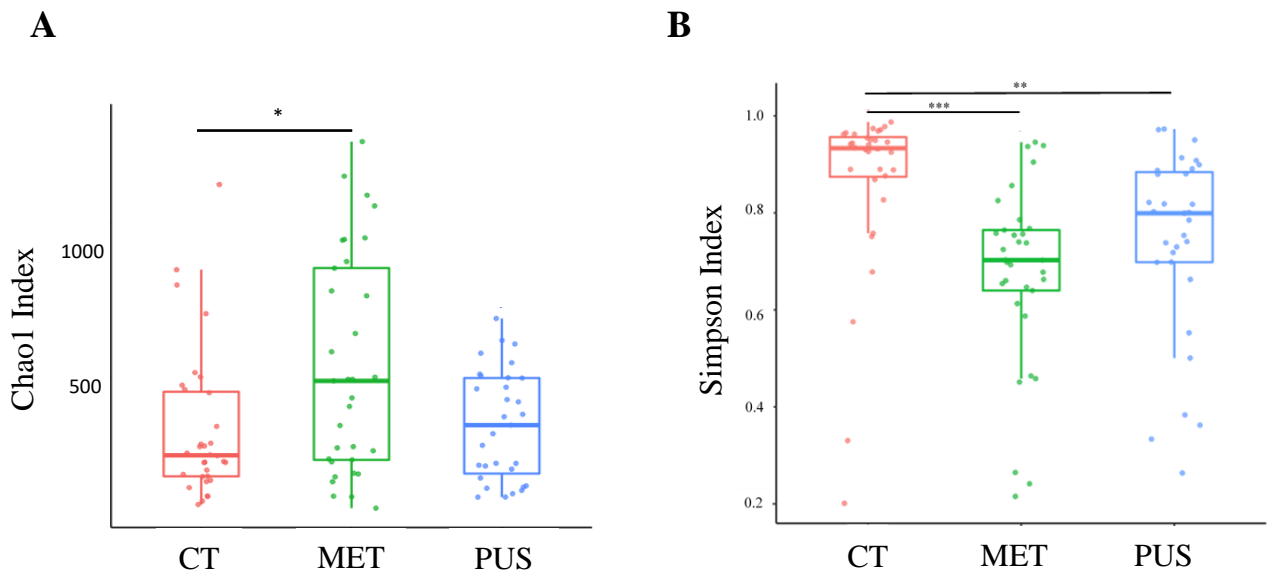 A
*
Chao1 Index
1000
500
CT MET PUS
B
**
***
Simpson Index
1.0
0.8
0.6
0.4
0.2
CT MET PUS